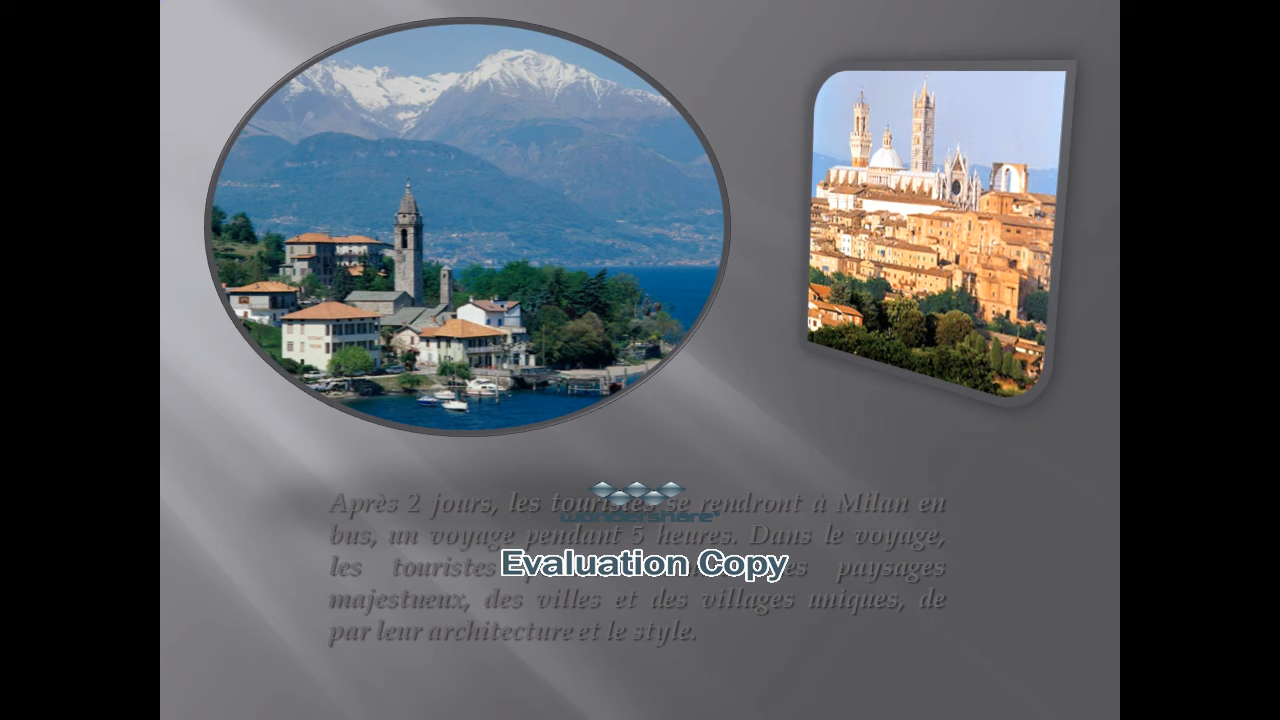 Après 2 jours, les touristes se rendront à Milan en
bus, un voyage pendant 5 heures. Dans le voyage,
les touristes paysages
majestueux, des villes et des villages uniques, de
par leur architecture et le style.
wondershare
Evaluation Copy